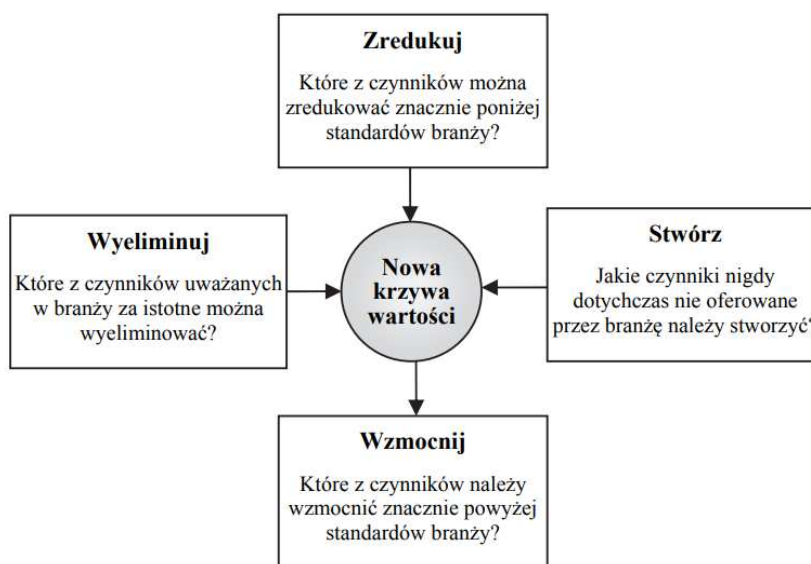 Zredukuj
Które z czynników można
zredukować znacznie poniżej
standardów branży?
Wyeliminuj
Które z czynników uważanych
w branży za istotne można
wyeliminować?
Nowa
krzywa
wartości
Stwórz
Jakie czynniki nigdy
dotychczas nie oferowane
przez branżę należy stworzyć?
Wzmocnij
Które z czynników należy
wzmocnić znacznie powyżej
standardów branży?